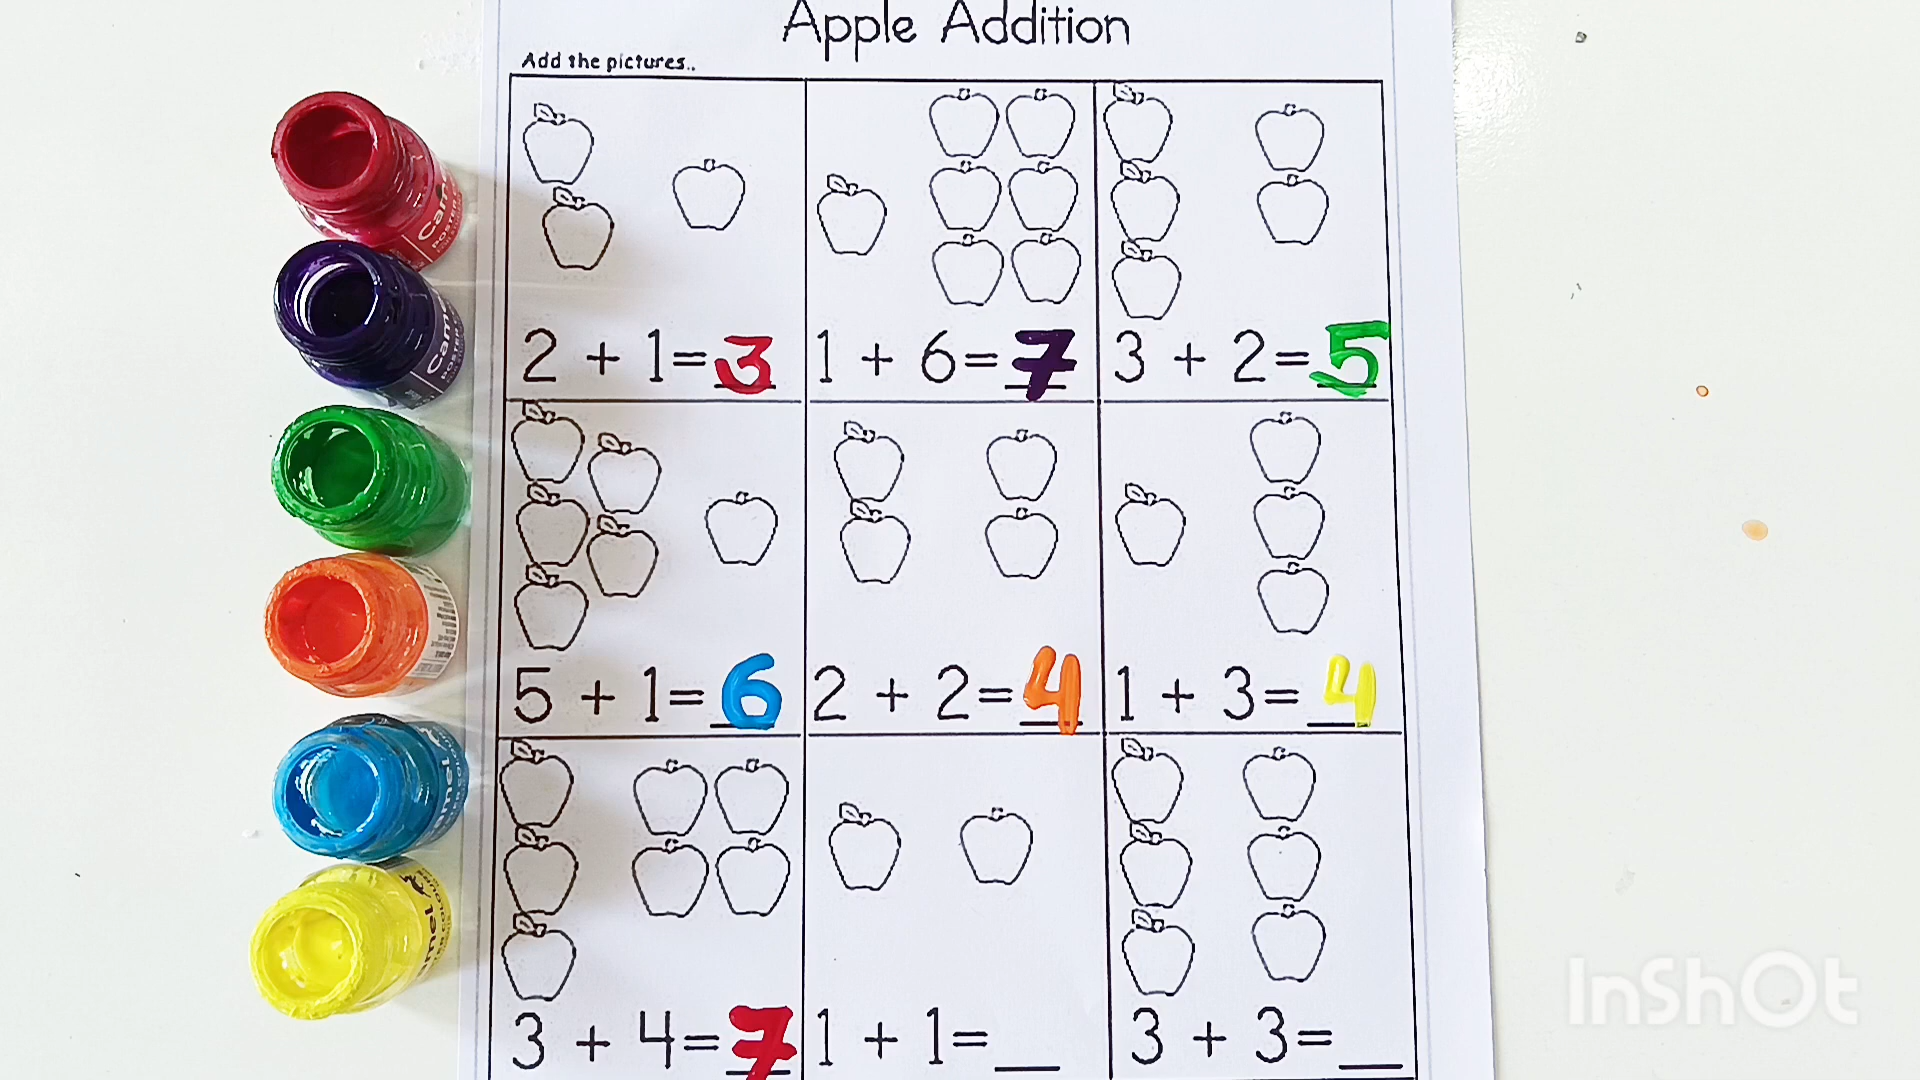 Apple Addition
Add the pictures..
2 + 1= 3
1 + 6= 7
3 + 2= 5
5 + 1= 6
2 + 2= 4
1 + 3= 4
3 + 4= 7
1 + 1= __
3 + 3= __
InShOt